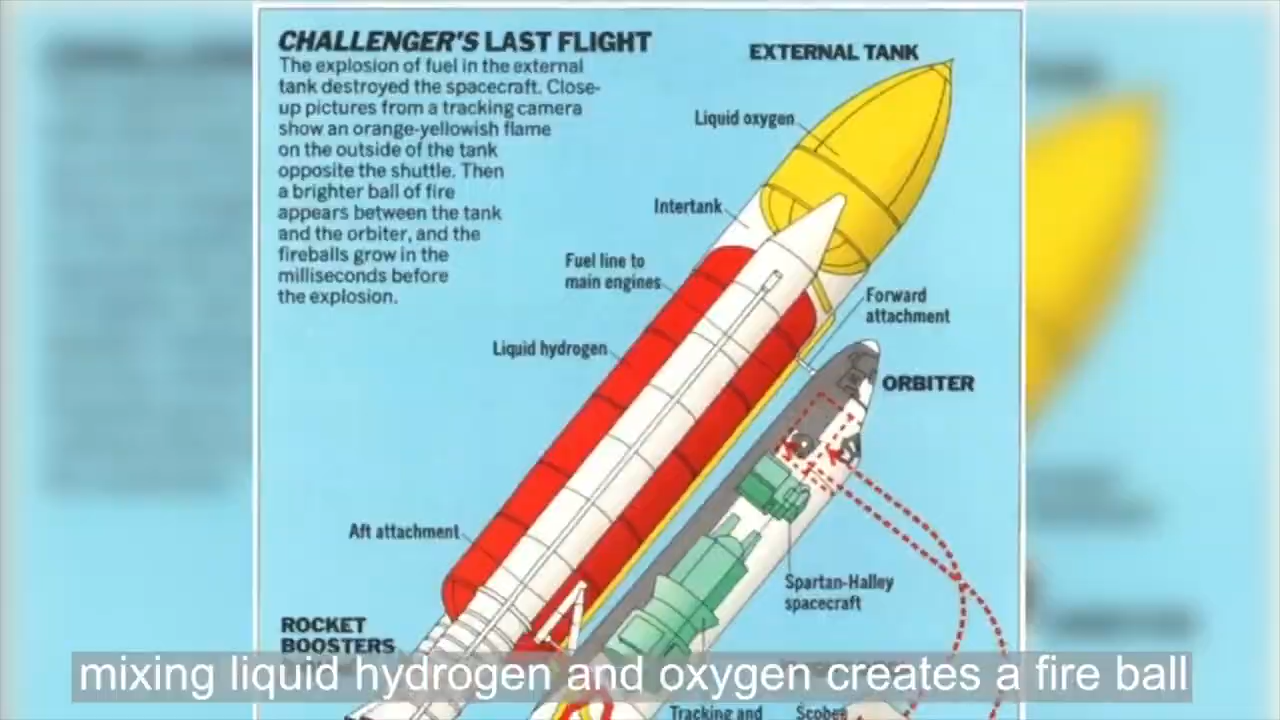 CHALLENGER'S LAST FLIGHT
The explosion of fuel in the external
tank destroyed the spacecraft. Close-
up pictures from a tracking camera
show an orange-yellowish flame
on the outside of the tank
opposite the shuttle. Then
a brighter ball of fire
appears between the tank
and the orbiter, and the
fireballs grow in the
milliseconds before
the explosion.
EXTERNAL TANK
Liquid oxygen
Intertank
Fuel line to
main engines
Forward
attachment
Liquid hydrogen
ORBITER
Aft attachment
Spartan-Halley
spacecraft
ROCKET
BOOSTERS
mixing liquid hydrogen and oxygen creates a fire ball
Tracking and
Scobee